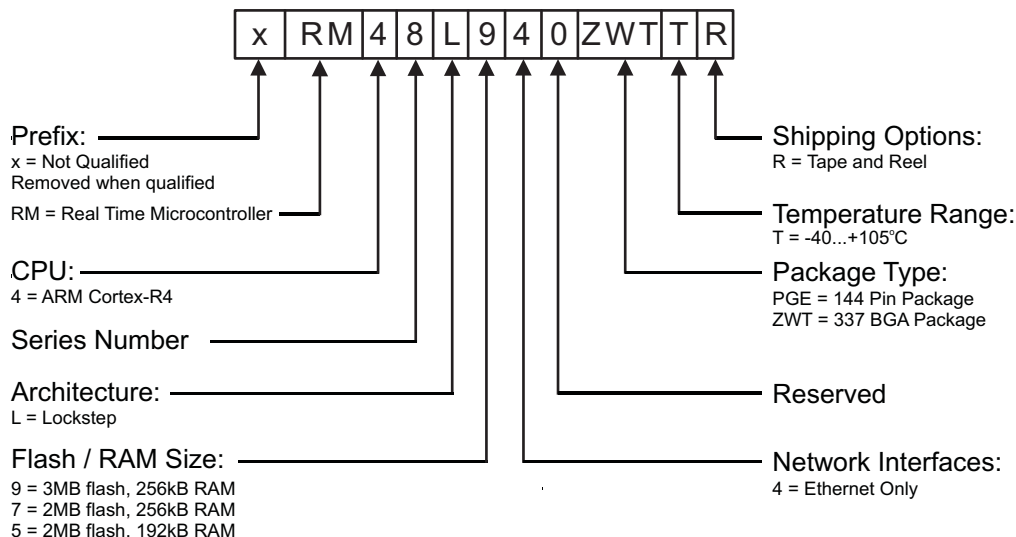 x RM 4 8 L 9 4 0 ZWT T R
Prefix:
x = Not Qualified
Removed when qualified
RM = Real Time Microcontroller
CPU:
4 = ARM Cortex-R4
Series Number
Architecture:
L = Lockstep
Flash / RAM Size:
9 = 3MB flash, 256kB RAM
7 = 2MB flash, 256kB RAM
5 = 2MB flash, 192kB RAM
Shipping Options:
R = Tape and Reel
Temperature Range:
T = -40...+105°C
Package Type:
PGE = 144 Pin Package
ZWT = 337 BGA Package
Reserved
Network Interfaces:
4 = Ethernet Only